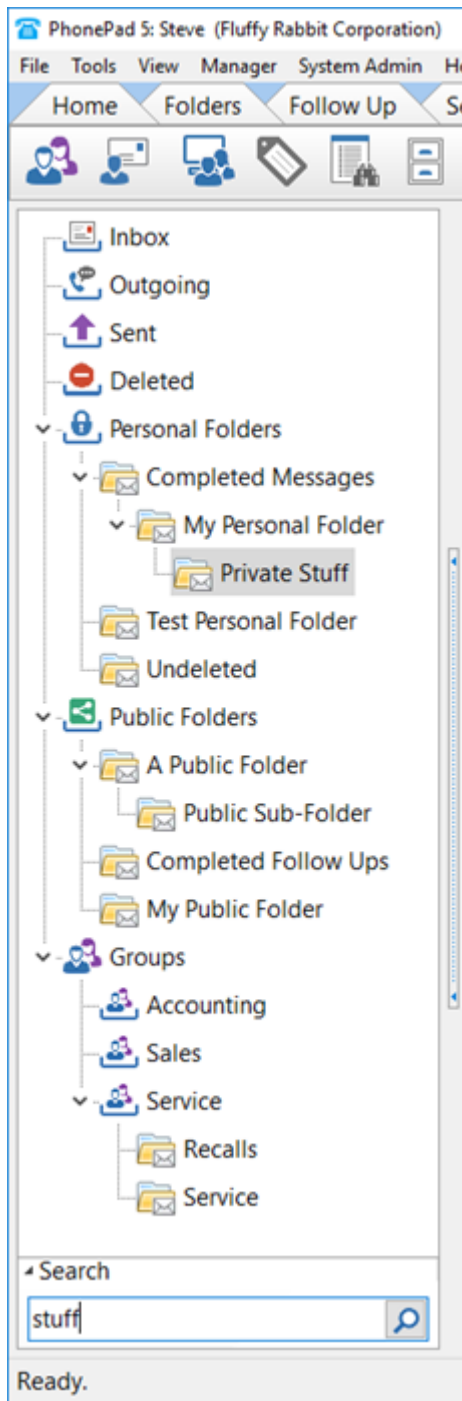 PhonePad 5: Steve (Fluffy Rabbit Corporation)
File Tools View Manager System Admin
Home Folders Follow Up
Inbox
Outgoing
Sent
Deleted
Personal Folders
Completed Messages
My Personal Folder
Private Stuff
Test Personal Folder
Undeleted
Public Folders
A Public Folder
Public Sub-Folder
Completed Follow Ups
My Public Folder
Groups
Accounting
Sales
Service
Recalls
Service
Search
stuff
Ready.